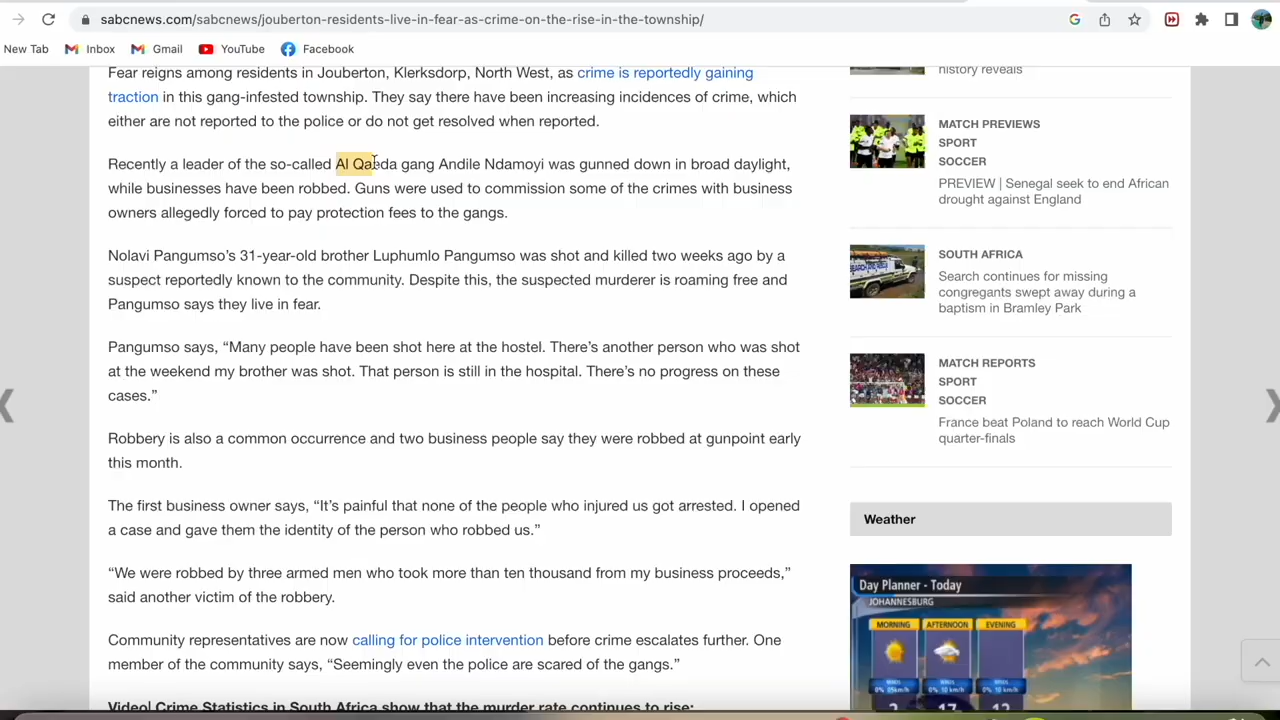 sabcnews.com/sabcnews/jouberton-residents-live-in-fear-as-crime-on-the-rise-in-the-township/
New Tab Inbox Gmail YouTube Facebook
Fear reigns among residents in Jouberton, Klerksdorp, North West, as crime is reportedly gaining
traction in this gang-infested township. They say there have been increasing incidences of crime, which
either are not reported to the police or do not get resolved when reported.
Recently a leader of the so-called Al Qaeda gang Andile Ndamoyi was gunned down in broad daylight,
while businesses have been robbed. Guns were used to commission some of the crimes with business
owners allegedly forced to pay protection fees to the gangs.
Nolavi Pangumso's 31-year-old brother Luphumlo Pangumso was shot and killed two weeks ago by a
suspect reportedly known to the community. Despite this, the suspected murderer is roaming free and
Pangumso says they live in fear.
Pangumso says, “Many people have been shot here at the hostel. There’s another person who was shot
at the weekend my brother was shot. That person is still in the hospital. There’s no progress on these
cases.”
Robbery is also a common occurrence and two business people say they were robbed at gunpoint early
this month.
The first business owner says, “It’s painful that none of the people who injured us got arrested. I opened
a case and gave them the identity of the person who robbed us.”
“We were robbed by three armed men who took more than ten thousand from my business proceeds,”
said another victim of the robbery.
Community representatives are now calling for police intervention before crime escalates further. One
member of the community says, “Seemingly even the police are scared of the gangs.”
Video| Crime Statistics in South Africa show that the murder rate continues to rise:
history reveals
MATCH PREVIEWS
SPORT
SOCCER
PREVIEW | Senegal seek to end African
drought against England
SOUTH AFRICA
Search continues for missing
congregants swept away during a
baptism in Bramley Park
MATCH REPORTS
SPORT
SOCCER
France beat Poland to reach World Cup
quarter-finals
Weather
Day Planner - Today
JOHANNESBURG
MORNING AFTERNOON EVENING